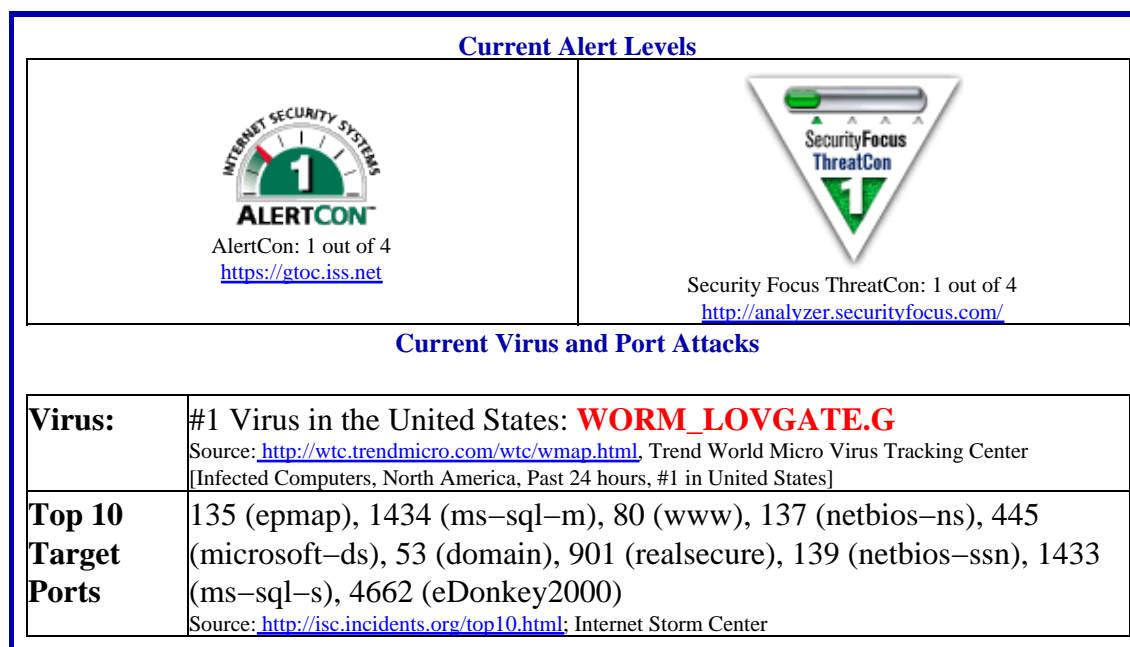 Current Alert Levels
INTERNET SECURITY SYSTEMS
1
ALERTCON™
AlertCon: 1 out of 4
https://gtoc.iss.net
SecurityFocus
ThreatCon
1
Security Focus ThreatCon: 1 out of 4
http://analyzer.securityfocus.com/
Current Virus and Port Attacks
Virus:
#1 Virus in the United States: WORM_LOVGATE.G
Source: http://wtc.trendmicro.com/wtc/wmap.html, Trend World Micro Virus Tracking Center
[Infected Computers, North America, Past 24 hours, #1 in United States]
Top 10
Target
Ports
135 (epmap), 1434 (ms−sql−m), 80 (www), 137 (netbios−ns), 445
(microsoft−ds), 53 (domain), 901 (realsecure), 139 (netbios−ssn), 1433
(ms−sql−s), 4662 (eDonkey2000)
Source: http://isc.incidents.org/top10.html; Internet Storm Center